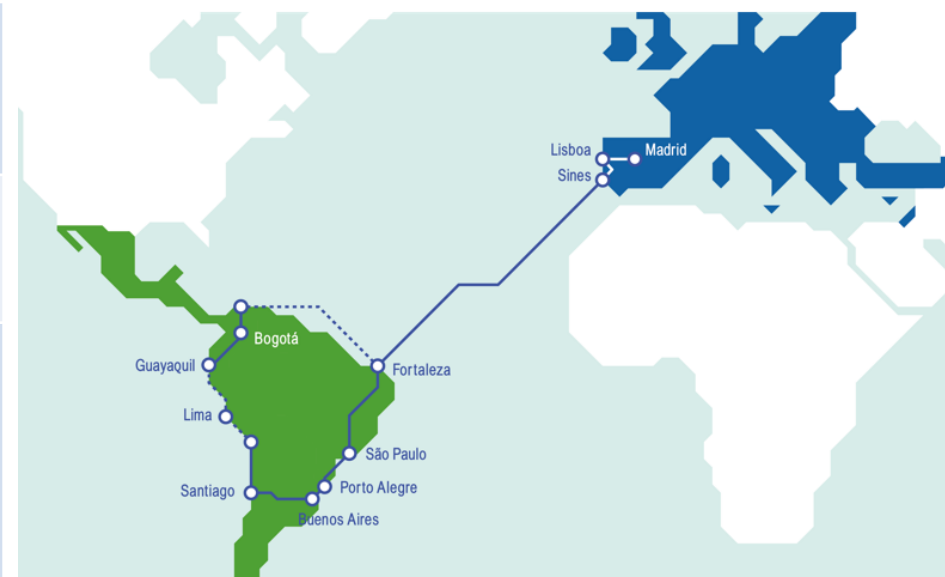 Lisboa
Madrid
Sines
Bogotá
Guayaquil
Fortaleza
Lima
São Paulo
Santiago
Porto Alegre
Buenos Aires